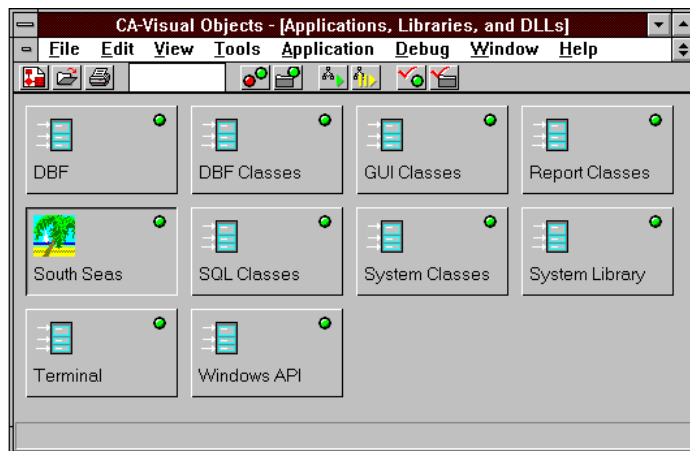 CA-Visual Objects - [Applications, Libraries, and DLLs]
File Edit View Tools Application Debug Window Help
DBF DBF Classes GUI Classes Report Classes
South Seas SQL Classes System Classes System Library
Terminal Windows API